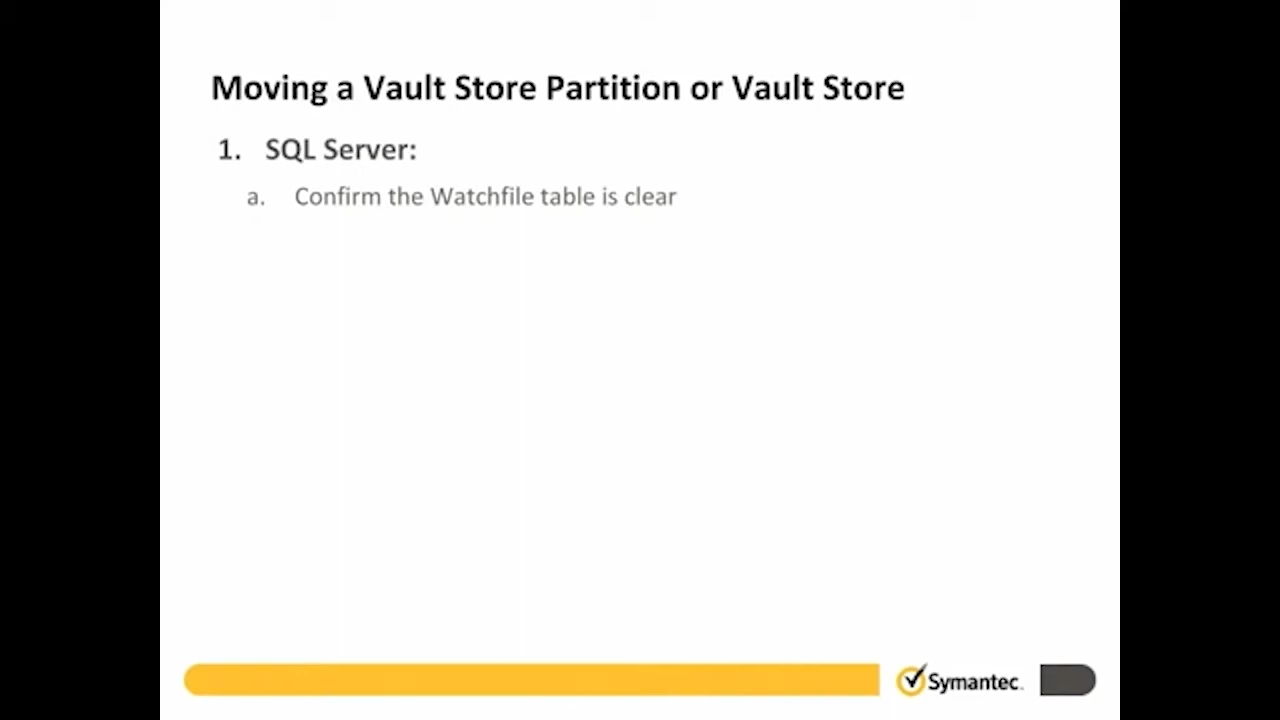 Moving a Vault Store Partition or Vault Store
1. SQL Server:
a. Confirm the Watchfile table is clear
Symantec.